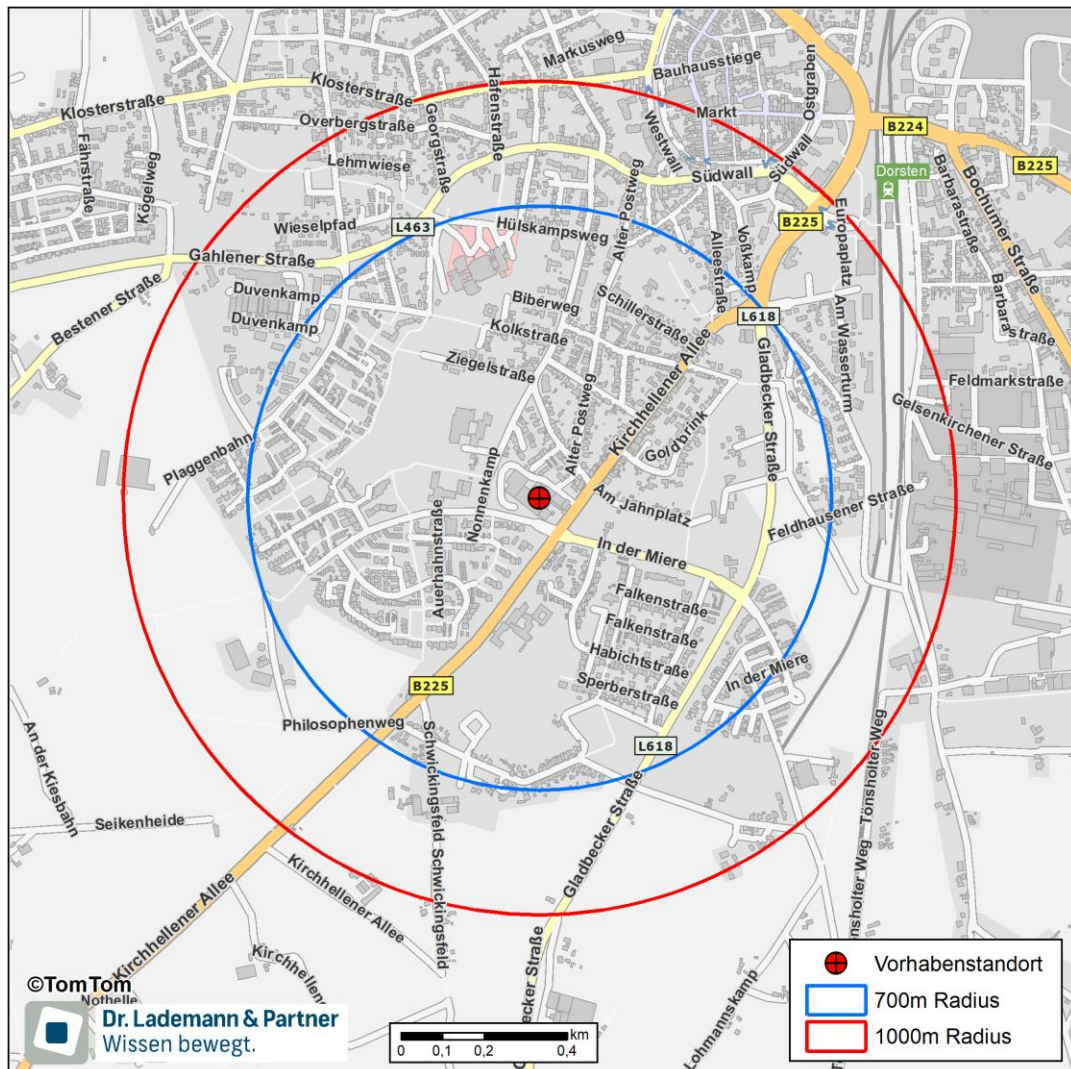 Markusweg
Bauhausstiege
Ostgraben
Klosterstraße
Klosterstraße
Hafenstraße
Markt
Overbergstraße
Georgstraße
Westwall
B224
Fährstraße
Kögelweg
Lehmwiese
Südwall
Südwall
Dorsten
Barbarastraße
Bochumer Straße
B225
Wieselpfad
L463
Hülskampsweg
Alter Postweg
Alleestraße
Voßkamp
B225
Europaplatz
Gahlener Straße
Bestener Straße
Duvenkamp
Duvenkamp
Biberweg
Kolkstraße
Schillerstraße
L618
Am Wasserturm
Barbarastraße
Ziegelstraße
Kirchhellener Allee
Gladbecker Straße
Feldmarkstraße
Gelsenkirchener Straße
Plaggenbahn
Alter Postweg
Goldbrink
Nonnenkamp
Am Jahnplatz
Feldhausener Straße
Auerhahnstraße
In der Miere
Falkenstraße
Falkenstraße
Habichtstraße
Sperberstraße
In der Miere
B225
Philosophenweg
L618
An der Kiesbahn
Schwickingsfeld
Schwickingsfeld
Seikenheide
Gladbecker Straße
Tönsholter Weg
Tönsholter Weg
Kirchhellener Allee
Kirchhellener Allee
Kirchhellen
Lohmannskamp
becker Straße
©TomTom
Nothelle
Dr. Lademann & Partner
Wissen bewegt.
km
0 0,1 0,2 0,4
Vorhabenstandort
700m Radius
1000m Radius